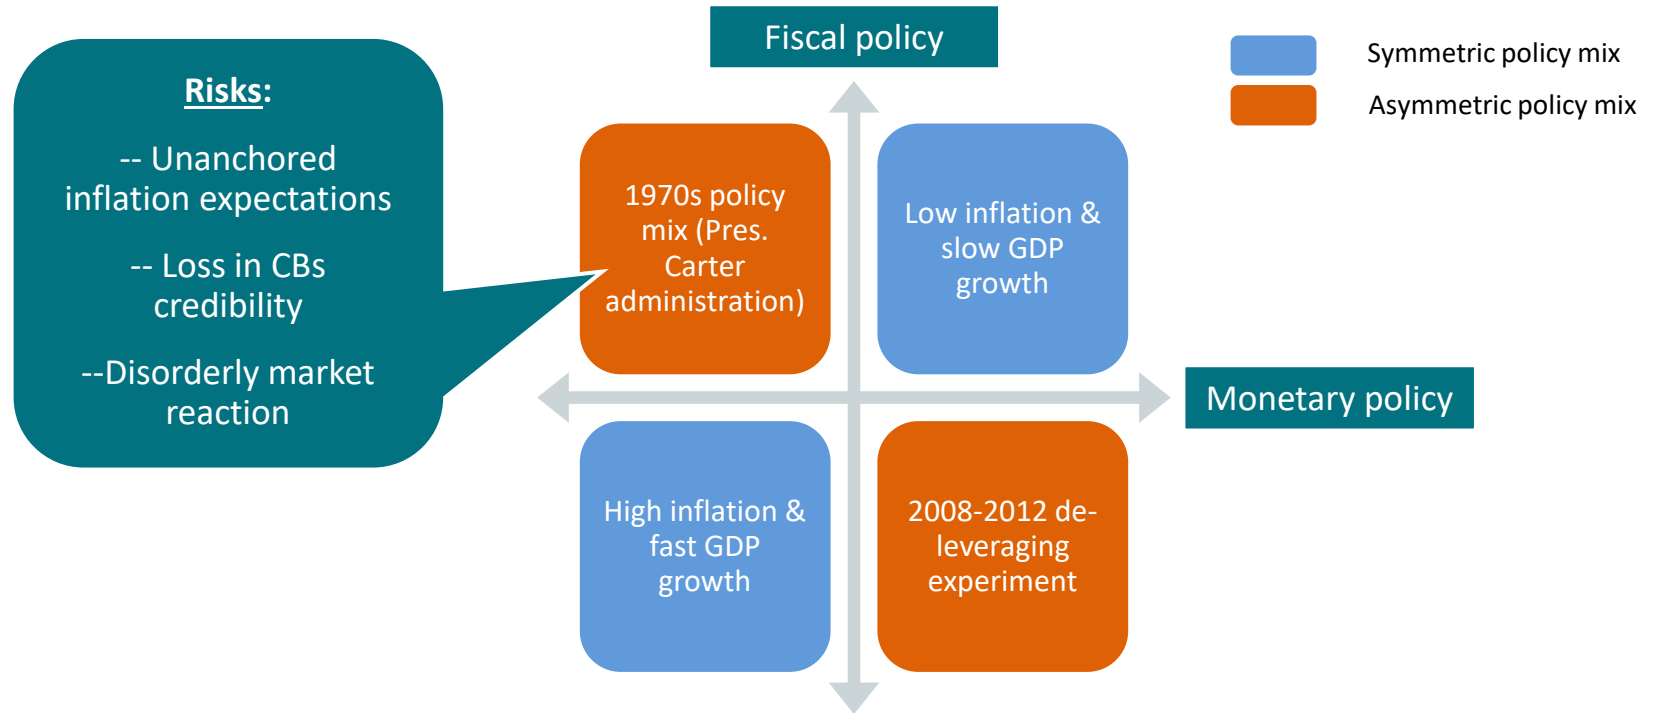 Fiscal policy
Symmetric policy mix
Asymmetric policy mix
Risks:
-- Unanchored
inflation expectations
-- Loss in CBs
credibility
--Disorderly market
reaction
1970s policy
mix (Pres.
Carter
administration)
Low inflation &
slow GDP
growth
Monetary policy
High inflation &
fast GDP
growth
2008-2012 de-
leveraging
experiment